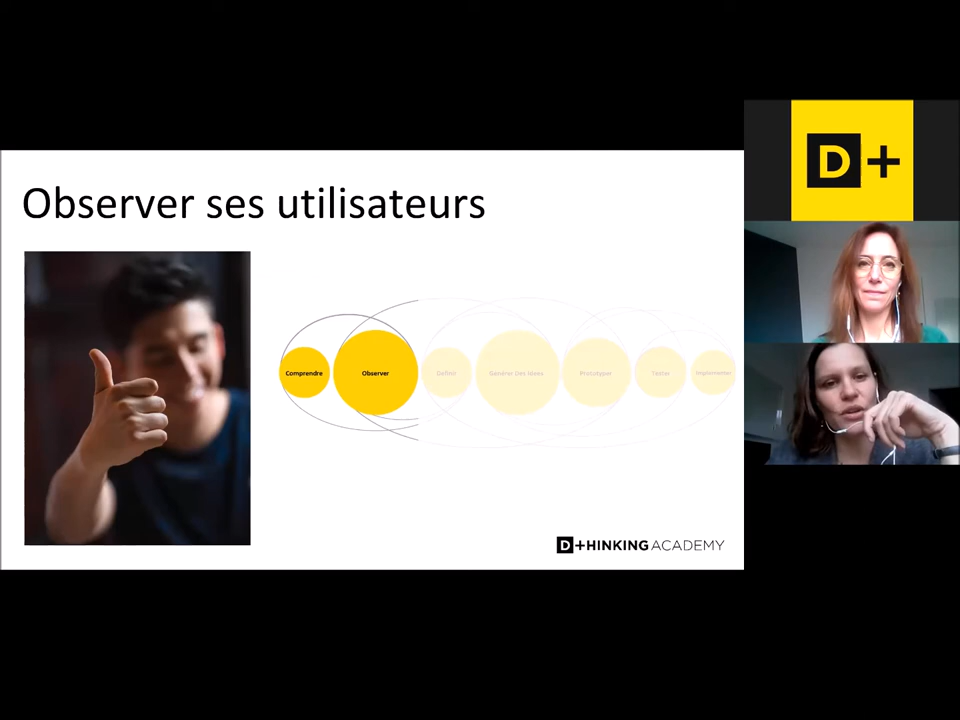 Observer ses utilisateurs
Comprendre
Observer
Définir
Générer Des Idées
Prototyper
Tester
Implémenter
D+HINKING ACADEMY
D+